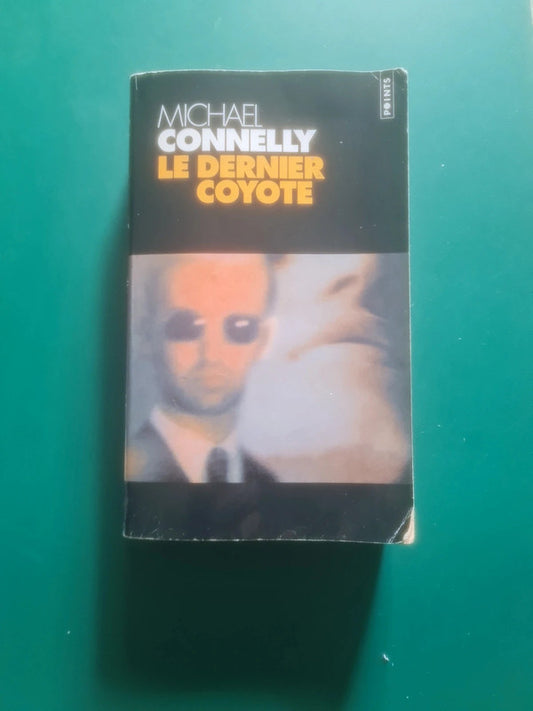 POINTS
MICHAEL
CONNELLY
LE DERNIER
COYOTE